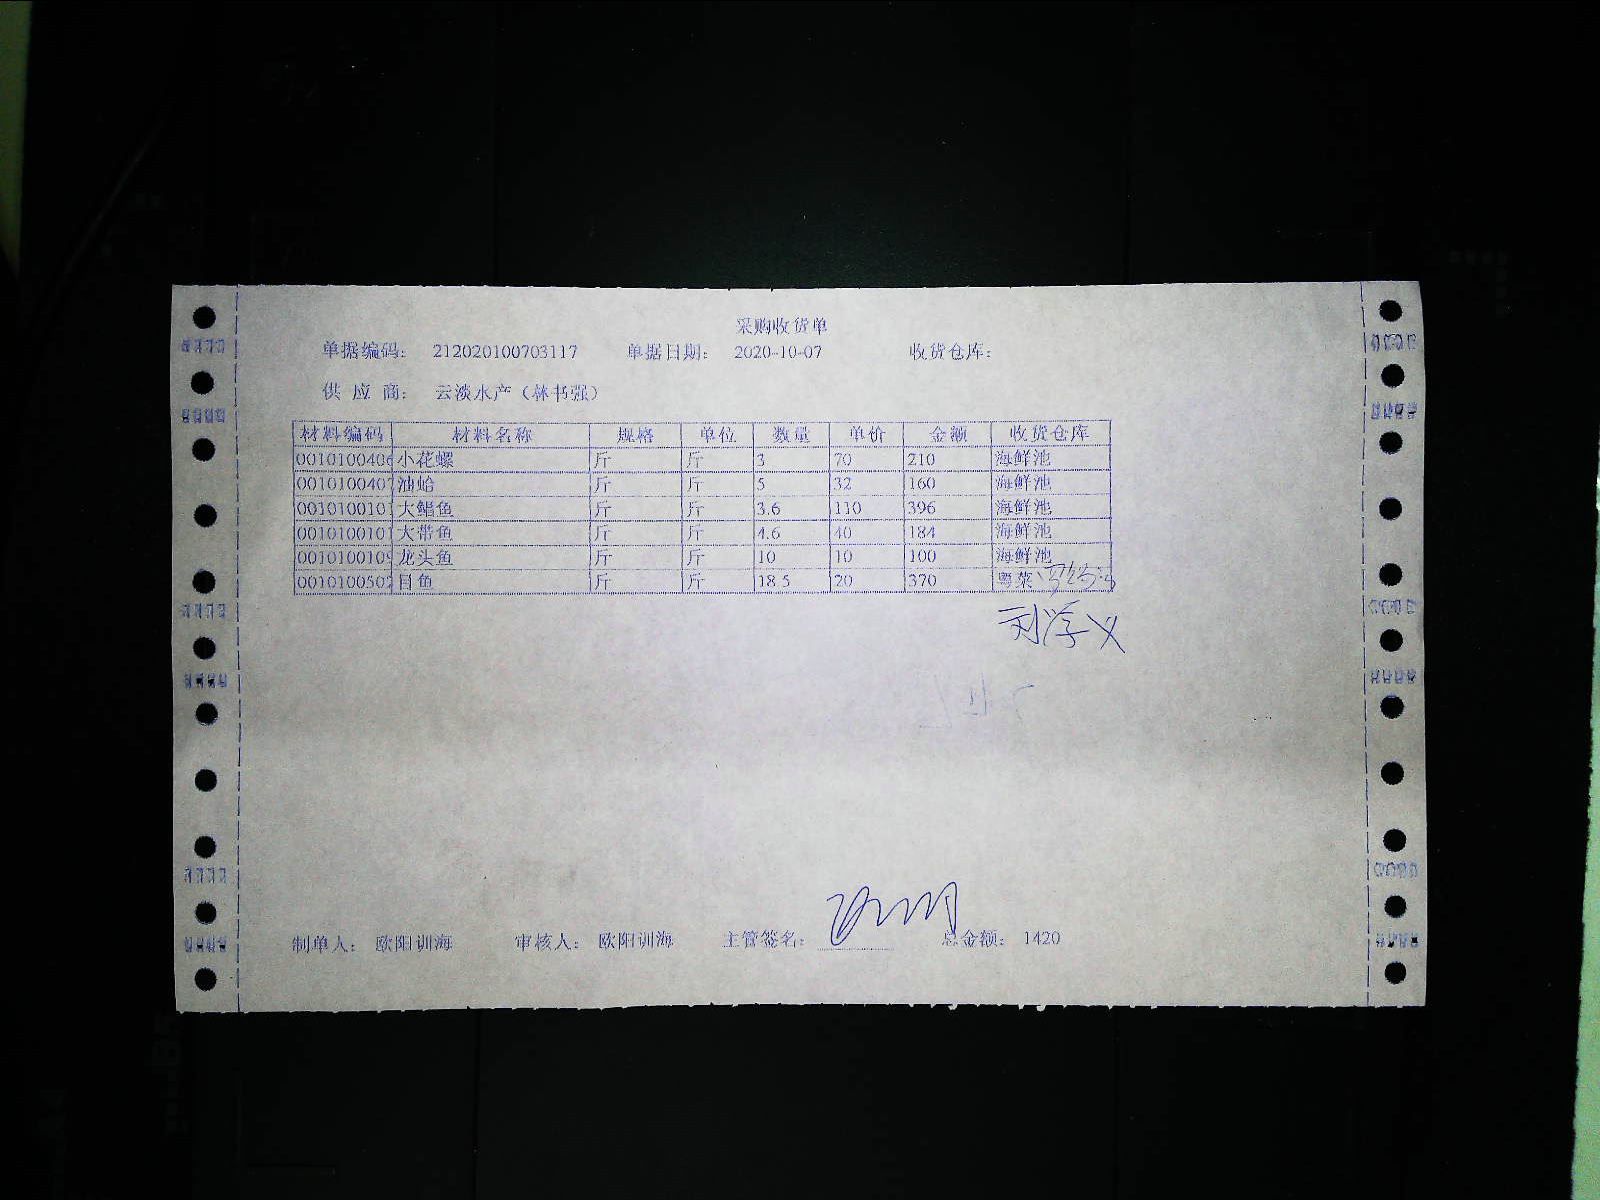 采购收货单
单据编码： 212020100703117 单据日期： 2020-10-07 收货仓库：
供 应 商： 云淡水产（林书强）
材料编码 材料名称 规格 单位 数量 单价 金额 收货仓库
0010100406 小花螺 斤 斤 3 70 210 海鲜池
0010100407 油蛤 斤 斤 5 32 160 海鲜池
001010010 大鲳鱼 斤 斤 3.6 110 396 海鲜池
001010010 大带鱼 斤 斤 4.6 40 184 海鲜池
001010010 龙头鱼 斤 斤 10 10 100 海鲜池
001010050 目鱼 斤 斤 18.5 20 370 粤菜
刘学义
制单人： 欧阳训海 审核人： 欧阳训海 主管签名： 总金额： 1420